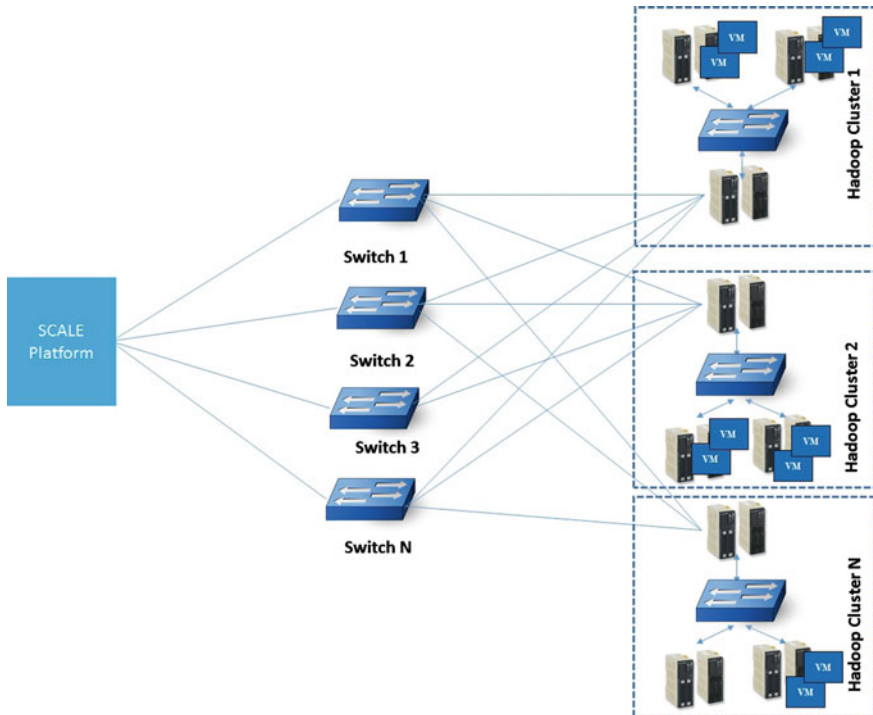 VM
VM
VM
VM
Hadoop Cluster 1
Switch 1
SCALE
Platform
Switch 2
Switch 3
Switch N
Hadoop Cluster 2
VM
VM
VM
VM
Hadoop Cluster N
VM
VM